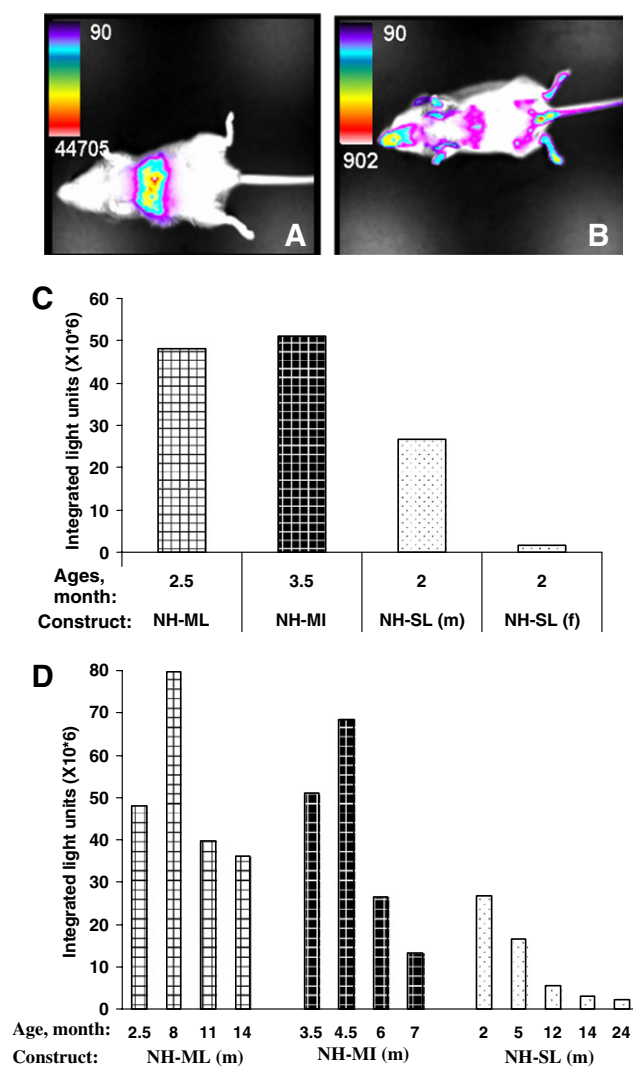 90
44705
A
90
902
B
C
Integrated light units (X10*6)
60
50
40
30
20
10
0
Ages, month: 2.5 3.5 2 2
Construct: NH-ML NH-MI NH-SL (m) NH-SL (f)
D
Integrated light units (X10*6)
80
70
60
50
40
30
20
10
0
Age, month: 2.5 8 11 14 3.5 4.5 6 7 2 5 12 14 24
Construct: NH-ML (m) NH-MI (m) NH-SL (m)